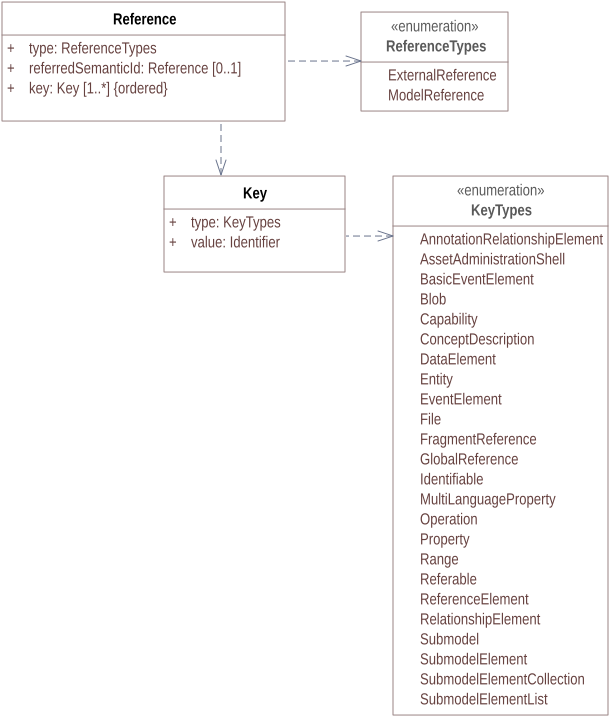 Reference
+ type: ReferenceTypes
+ referredSemanticId: Reference [0..1]
+ key: Key [1..*] {ordered}
«enumeration»
ReferenceTypes
ExternalReference
ModelReference
Key
+ type: KeyTypes
+ value: Identifier
«enumeration»
KeyTypes
AnnotationRelationshipElement
AssetAdministrationShell
BasicEventElement
Blob
Capability
ConceptDescription
DataElement
Entity
EventElement
File
FragmentReference
GlobalReference
Identifiable
MultiLanguageProperty
Operation
Property
Range
Referable
ReferenceElement
RelationshipElement
Submodel
SubmodelElement
SubmodelElementCollection
SubmodelElementList